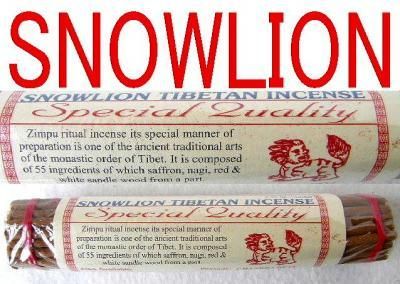 SNOWLION
SNOWLION TIBETAN INCENSE
Special Quality
Zimpu ritual incense its special manner of
preparation is one of the ancient traditional arts
of the monastic order of Tibet. It is composed
of 55 ingredients of which saffron, nagi, red &
white sandle wood from a part.
SNOWLION TIBETAN INCENSE
Special Quality
Zimpu ritual incense its special manner of
preparation is one of the ancient traditional arts
of the monastic order of Tibet. It is composed
of 55 ingredients of which saffron, nagi, red &
white sandle wood from a part.